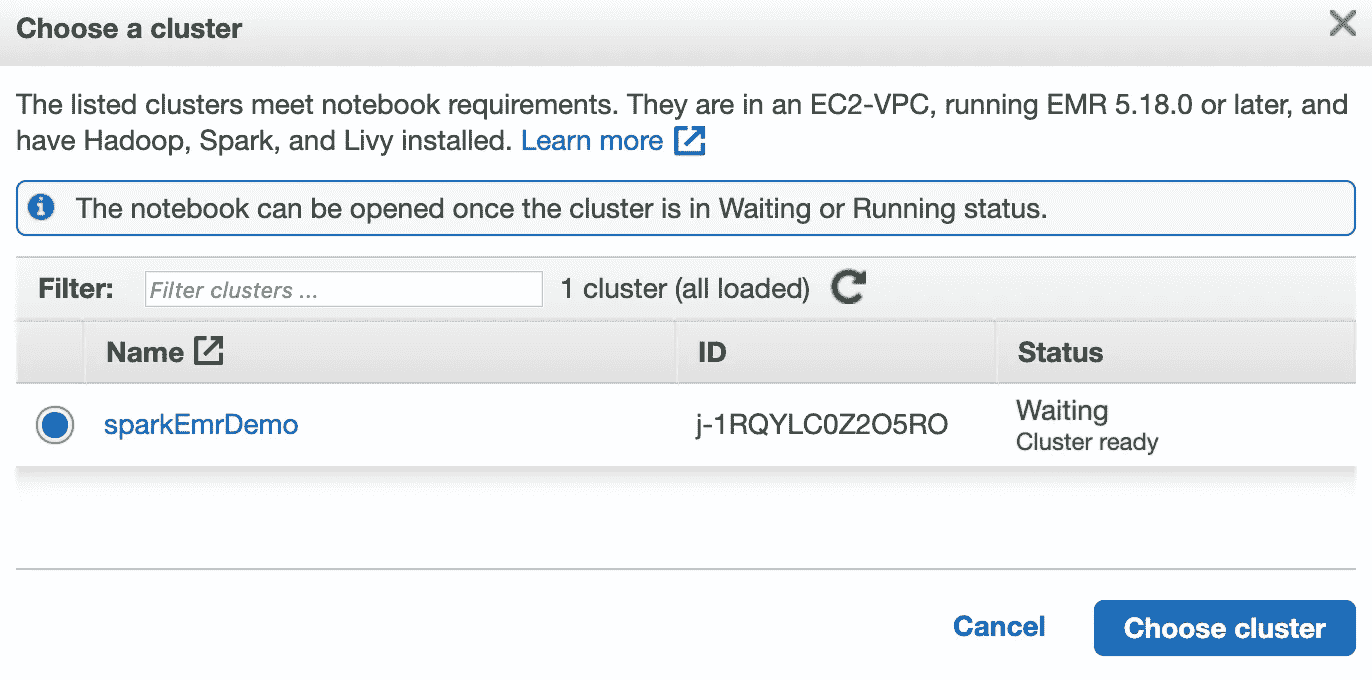 Choose a cluster
The listed clusters meet notebook requirements. They are in an EC2-VPC, running EMR 5.18.0 or later, and
have Hadoop, Spark, and Livy installed. Learn more
The notebook can be opened once the cluster is in Waiting or Running status.
Filter: Filter clusters ... 1 cluster (all loaded)
Name ID Status
sparkEmrDemo j-1RQYLC0Z2O5RO Waiting
Cluster ready
Cancel Choose cluster